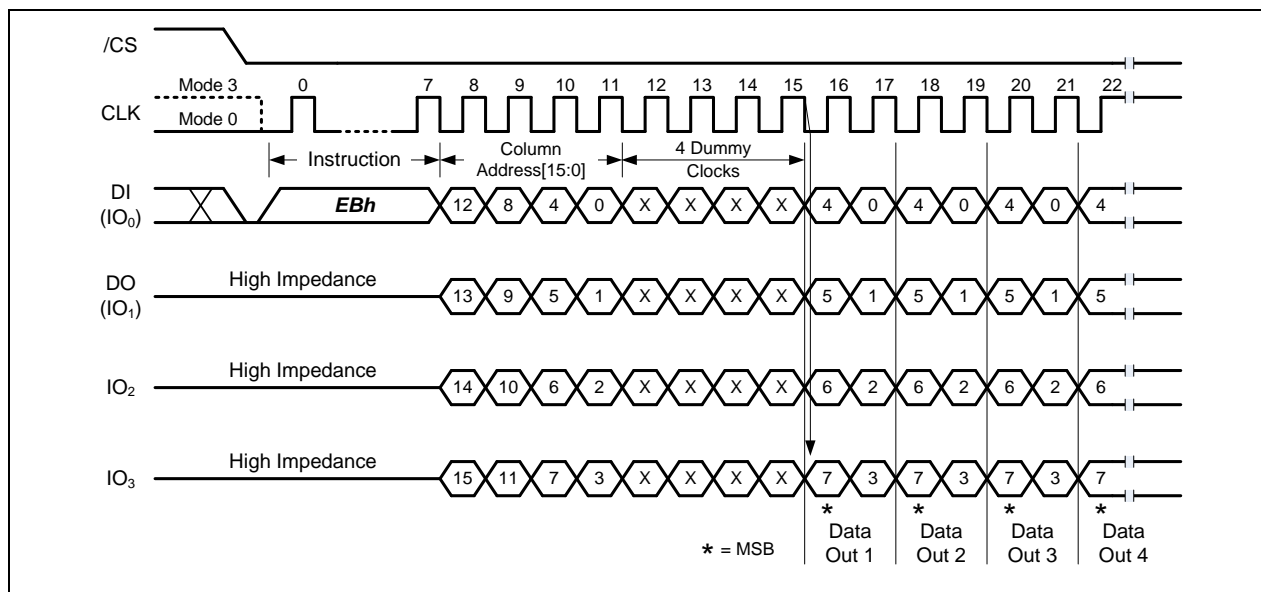 /CS
Mode 3 0 7 8 9 10 11 12 13 14 15 16 17 18 19 20 21 22
CLK
Mode 0
Instruction Column 4 Dummy
Address[15:0] Clocks
DI
(IO₀) EBh 12 8 4 0 X X X X 4 0 4 0 4 0 4
High Impedance
DO
(IO₁) 13 9 5 1 X X X X 5 1 5 1 5 1 5
High Impedance
IO₂ 14 10 6 2 X X X X 6 2 6 2 6 2 6
High Impedance
IO₃ 15 11 7 3 X X X X 7 3 7 3 7 3 7
* * * *
* = MSB Data Data Data Data
Out 1 Out 2 Out 3 Out 4